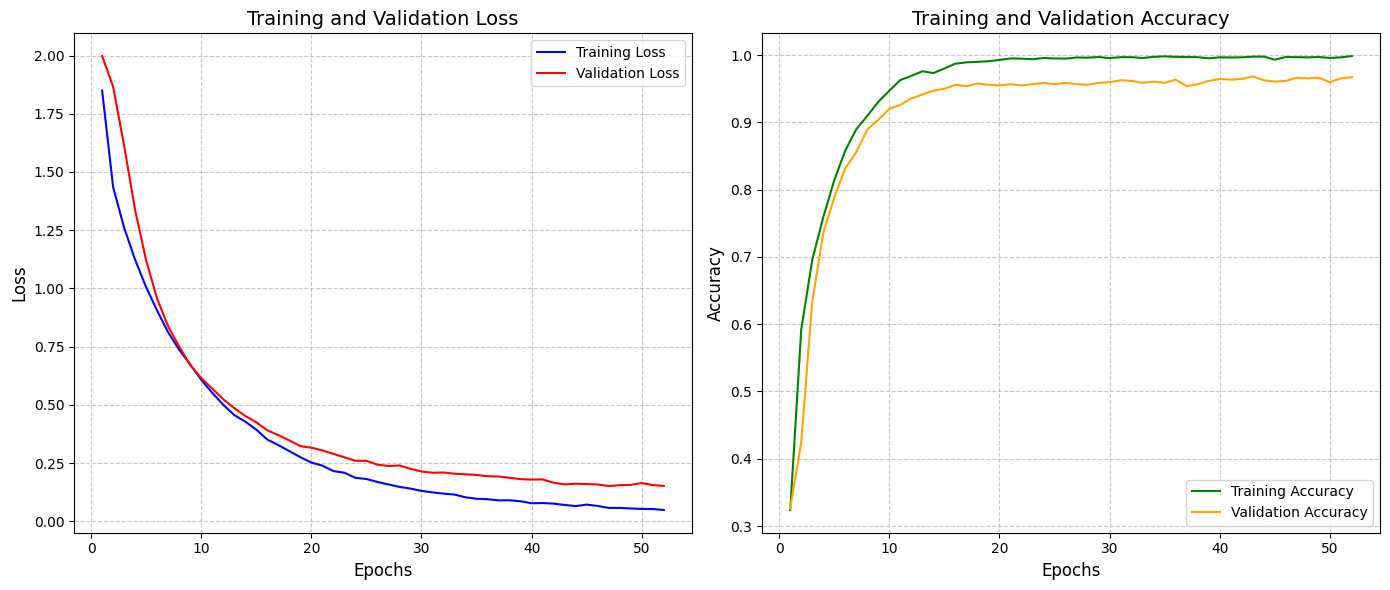 Training and Validation Loss
Training Loss
Validation Loss
2.00
1.75
1.50
1.25
1.00
0.75
0.50
0.25
0.00
Loss
0 10 20 30 40 50
Epochs
Training and Validation Accuracy
1.0
0.9
0.8
0.7
0.6
0.5
0.4
0.3
Accuracy
Training Accuracy
Validation Accuracy
0 10 20 30 40 50
Epochs